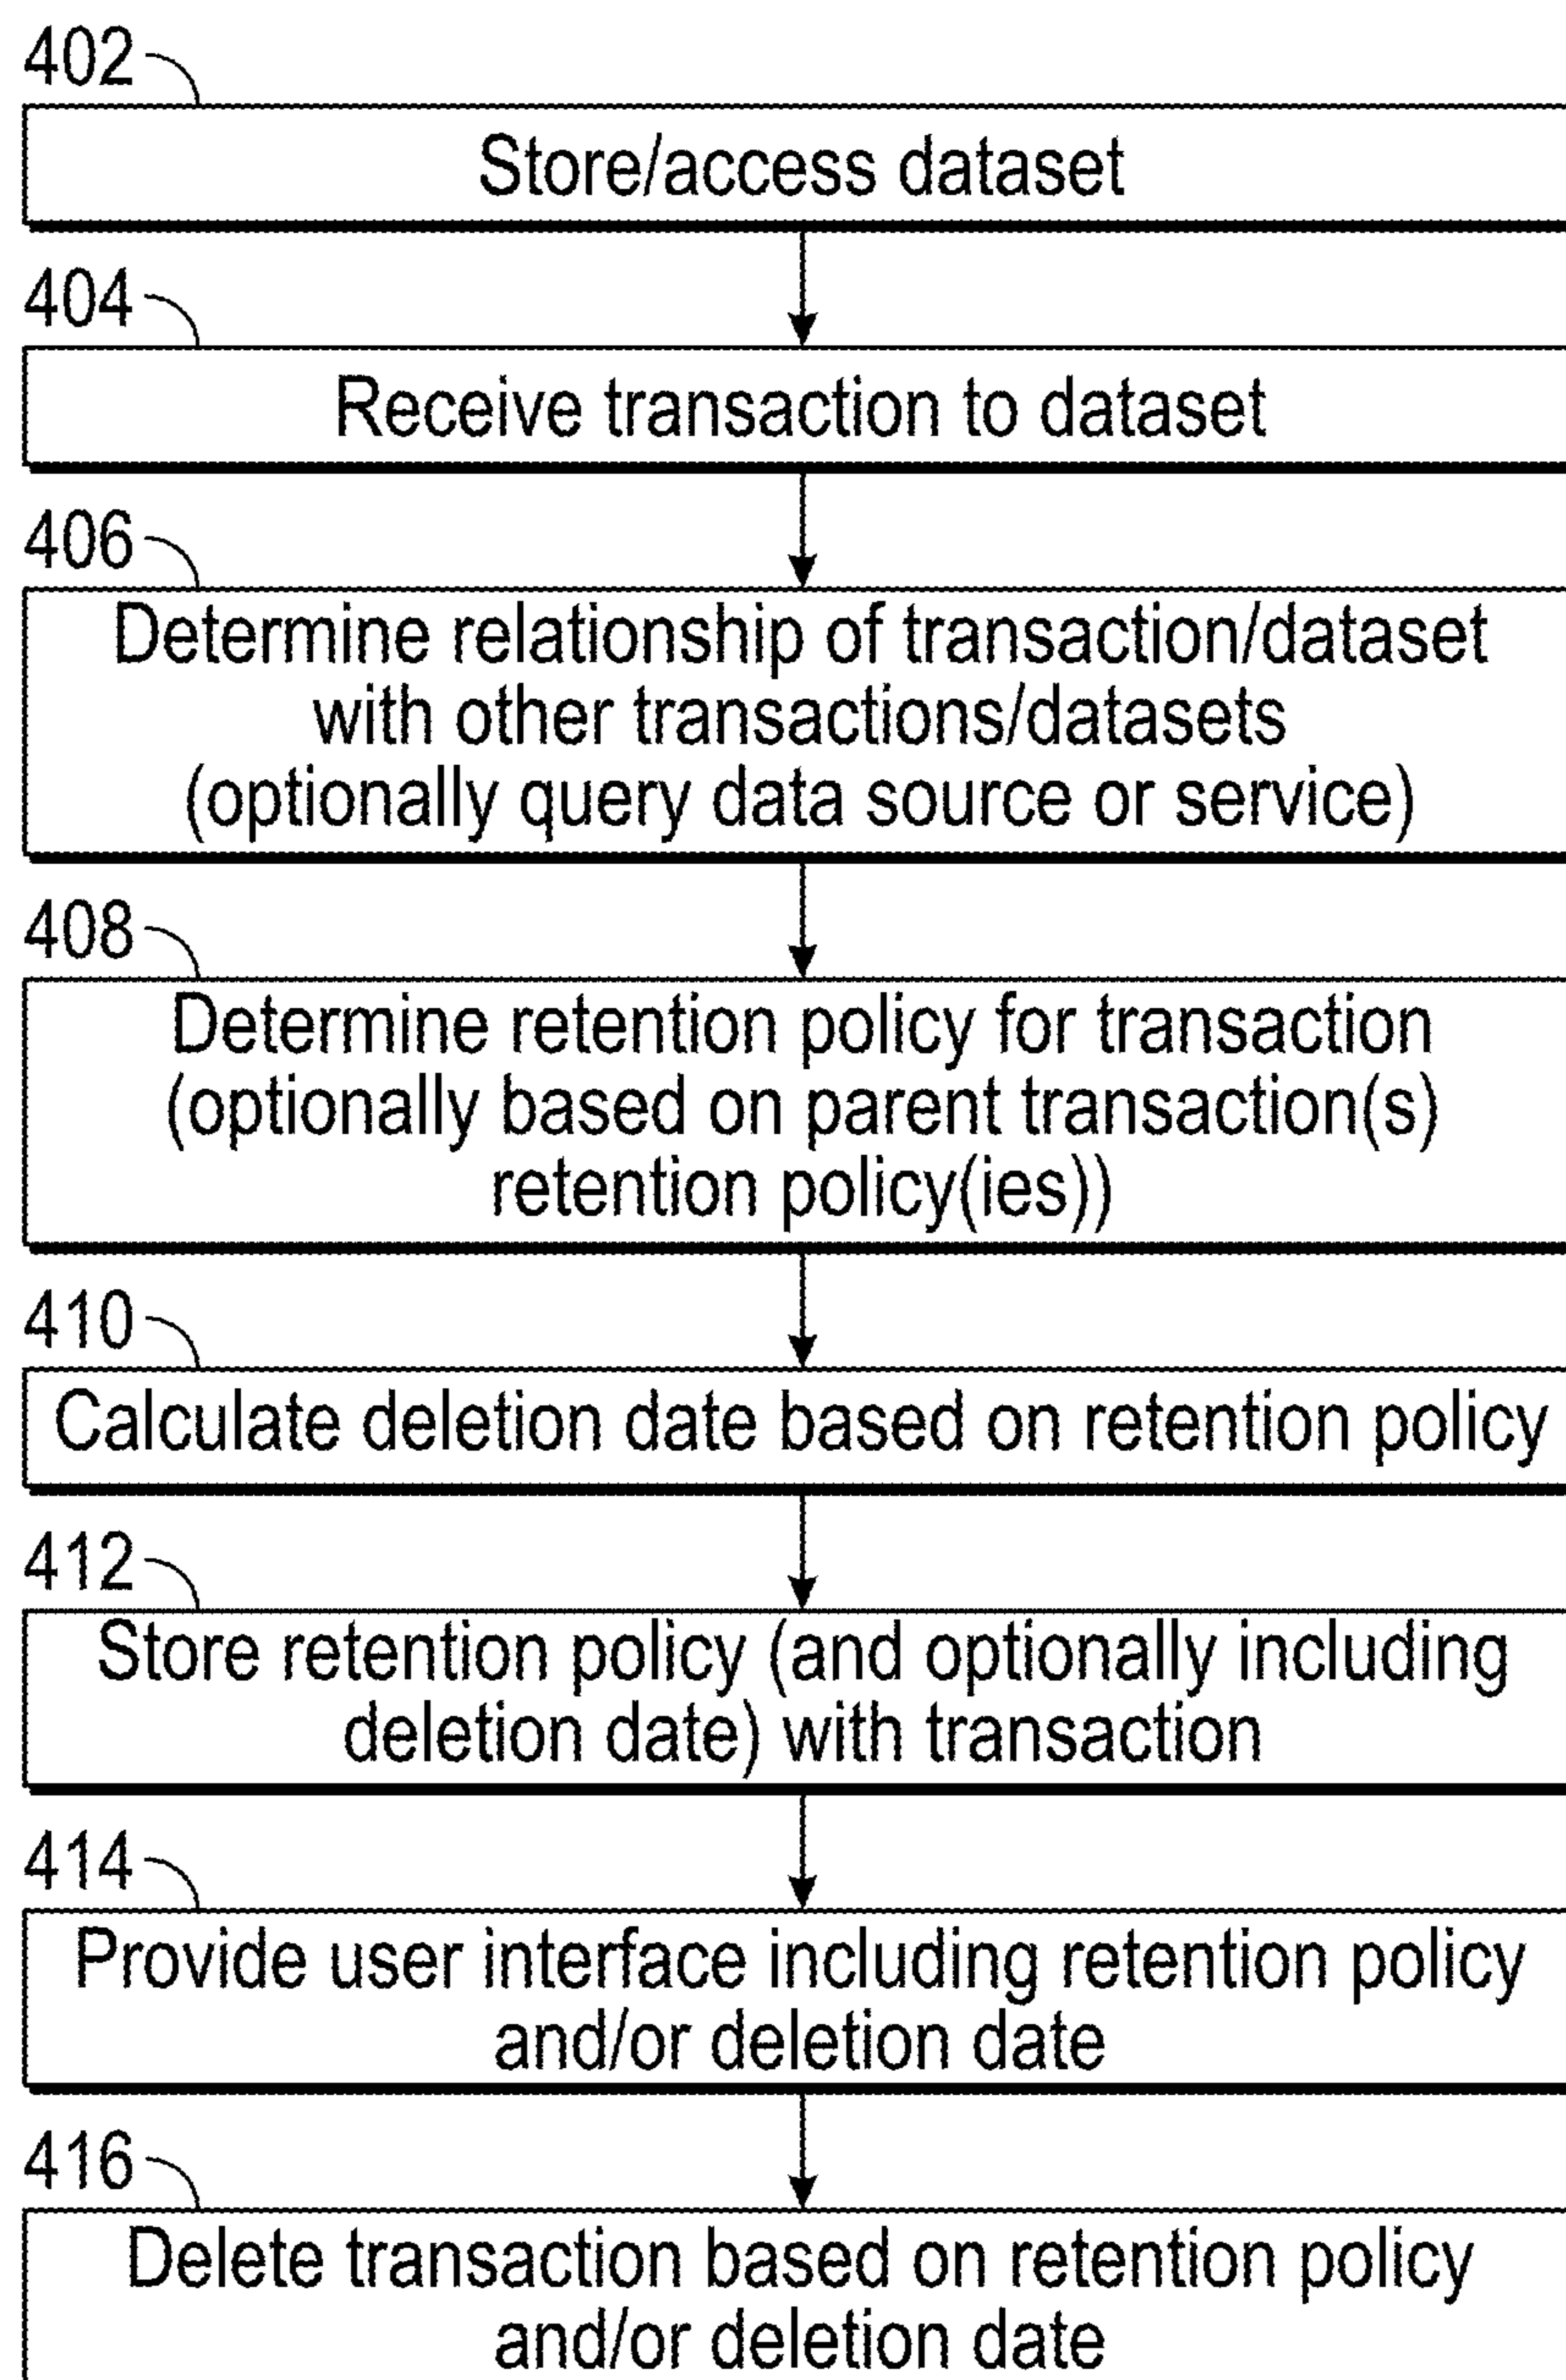 402
Store/access dataset
404
Receive transaction to dataset
406
Determine relationship of transaction/dataset
with other transactions/datasets
(optionally query data source or service)
408
Determine retention policy for transaction
(optionally based on parent transaction(s)
retention policy(ies))
410
Calculate deletion date based on retention policy
412
Store retention policy (and optionally including
deletion date) with transaction
414
Provide user interface including retention policy
and/or deletion date
416
Delete transaction based on retention policy
and/or deletion date